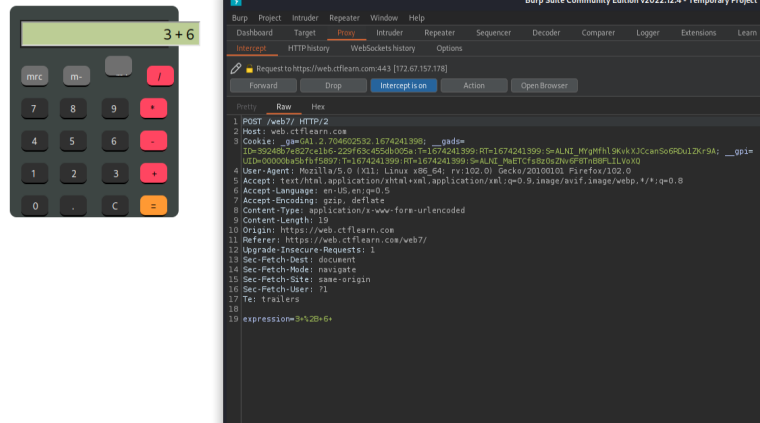 3 + 6
mrc m- /
7 8 9 *
4 5 6 -
1 2 3 +
0 . C =
Burp Suite Community Edition v2022.12.4 - Temporary Project
Burp Project Intruder Repeater Window Help
Dashboard Target Proxy Intruder Repeater Sequencer Decoder Comparer Logger Extensions Learn
Intercept HTTP history WebSockets history Options
Request to https://web.ctflearn.com:443 [172.67.157.178]
Forward Drop Intercept is on Action Open Browser
Pretty Raw Hex
1 POST /web7/ HTTP/2
2 Host: web.ctflearn.com
3 Cookie: _ga=GA1.2.704602532.1674241398; __gads=
ID=39248b7e827ce1b6-229f63c455db005a:T=1674241399:RT=1674241399:S=ALNI_MYgMfhl9KvkXJCcanSo6RDu1ZKr9A; __gpi=
UID=00000ba5bfbf5897:T=1674241399:RT=1674241399:S=ALNI_MaETCfs8z0sZNv6F8TnB8PLILVoXQ
4 User-Agent: Mozilla/5.0 (X11; Linux x86_64; rv:102.0) Gecko/20100101 Firefox/102.0
5 Accept: text/html,application/xhtml+xml,application/xml;q=0.9,image/avif,image/webp,*/*;q=0.8
6 Accept-Language: en-US,en;q=0.5
7 Accept-Encoding: gzip, deflate
8 Content-Type: application/x-www-form-urlencoded
9 Content-Length: 19
10 Origin: https://web.ctflearn.com
11 Referer: https://web.ctflearn.com/web7/
12 Upgrade-Insecure-Requests: 1
13 Sec-Fetch-Dest: document
14 Sec-Fetch-Mode: navigate
15 Sec-Fetch-Site: same-origin
16 Sec-Fetch-User: ?1
17 Te: trailers
18
19 expression=3+%2B+6+